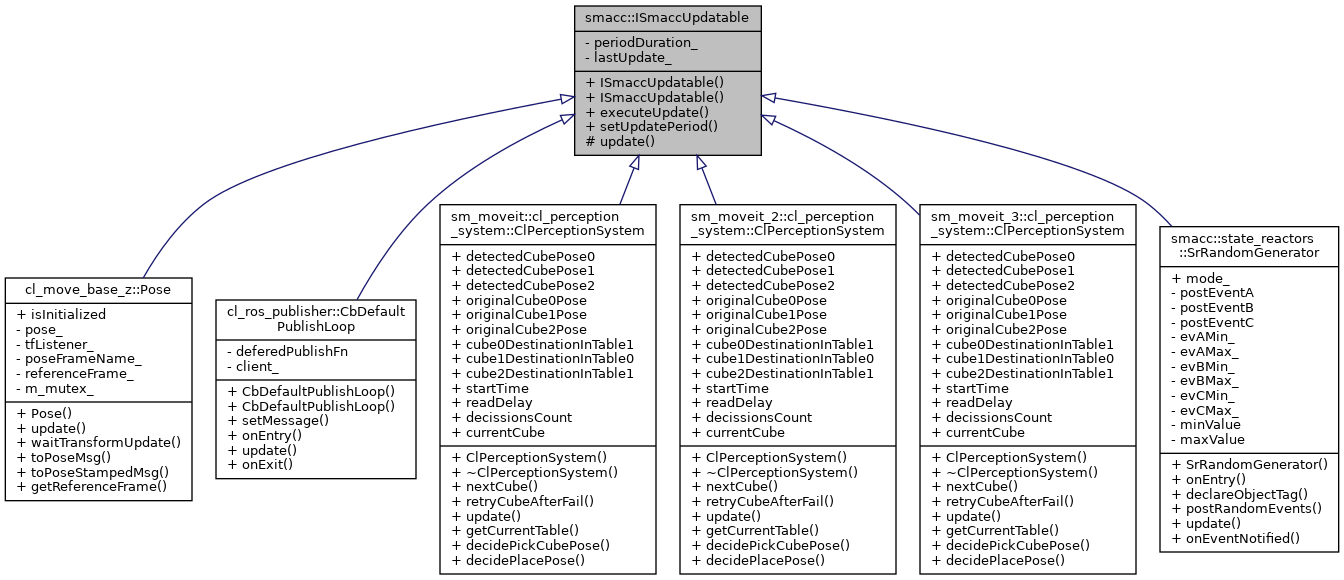 smacc::ISmaccUpdatable
- periodDuration_
- lastUpdate_
+ ISmaccUpdatable()
+ ISmaccUpdatable()
+ executeUpdate()
+ setUpdatePeriod()
# update()
cl_move_base_z::Pose
+ isInitialized
- pose_
- tfListener_
- poseFrameName_
- referenceFrame_
- m_mutex_
+ Pose()
+ update()
+ waitTransformUpdate()
+ toPoseMsg()
+ toPoseStampedMsg()
+ getReferenceFrame()
cl_ros_publisher::CbDefault
PublishLoop
- deferedPublishFn
- client_
+ CbDefaultPublishLoop()
+ CbDefaultPublishLoop()
+ setMessage()
+ onEntry()
+ update()
+ onExit()
sm_moveit::cl_perception
_system::ClPerceptionSystem
+ detectedCubePose0
+ detectedCubePose1
+ detectedCubePose2
+ originalCube0Pose
+ originalCube1Pose
+ originalCube2Pose
+ cube0DestinationInTable1
+ cube1DestinationInTable0
+ cube2DestinationInTable1
+ startTime
+ readDelay
+ decissionsCount
+ currentCube
+ ClPerceptionSystem()
+ ~ClPerceptionSystem()
+ nextCube()
+ retryCubeAfterFail()
+ update()
+ getCurrentTable()
+ decidePickCubePose()
+ decidePlacePose()
sm_moveit_2::cl_perception
_system::ClPerceptionSystem
+ detectedCubePose0
+ detectedCubePose1
+ detectedCubePose2
+ originalCube0Pose
+ originalCube1Pose
+ originalCube2Pose
+ cube0DestinationInTable1
+ cube1DestinationInTable0
+ cube2DestinationInTable1
+ startTime
+ readDelay
+ decissionsCount
+ currentCube
+ ClPerceptionSystem()
+ ~ClPerceptionSystem()
+ nextCube()
+ retryCubeAfterFail()
+ update()
+ getCurrentTable()
+ decidePickCubePose()
+ decidePlacePose()
sm_moveit_3::cl_perception
_system::ClPerceptionSystem
+ detectedCubePose0
+ detectedCubePose1
+ detectedCubePose2
+ originalCube0Pose
+ originalCube1Pose
+ originalCube2Pose
+ cube0DestinationInTable1
+ cube1DestinationInTable0
+ cube2DestinationInTable1
+ startTime
+ readDelay
+ decissionsCount
+ currentCube
+ ClPerceptionSystem()
+ ~ClPerceptionSystem()
+ nextCube()
+ retryCubeAfterFail()
+ update()
+ getCurrentTable()
+ decidePickCubePose()
+ decidePlacePose()
smacc::state_reactors
::SrRandomGenerator
+ mode_
- postEventA
- postEventB
- postEventC
- evAMin_
- evAMax_
- evBMin_
- evBMax_
- evCMin_
- evCMax_
- minValue
- maxValue
+ SrRandomGenerator()
+ onEntry()
+ declareObjectTag()
+ postRandomEvents()
+ update()
+ onEventNotified()